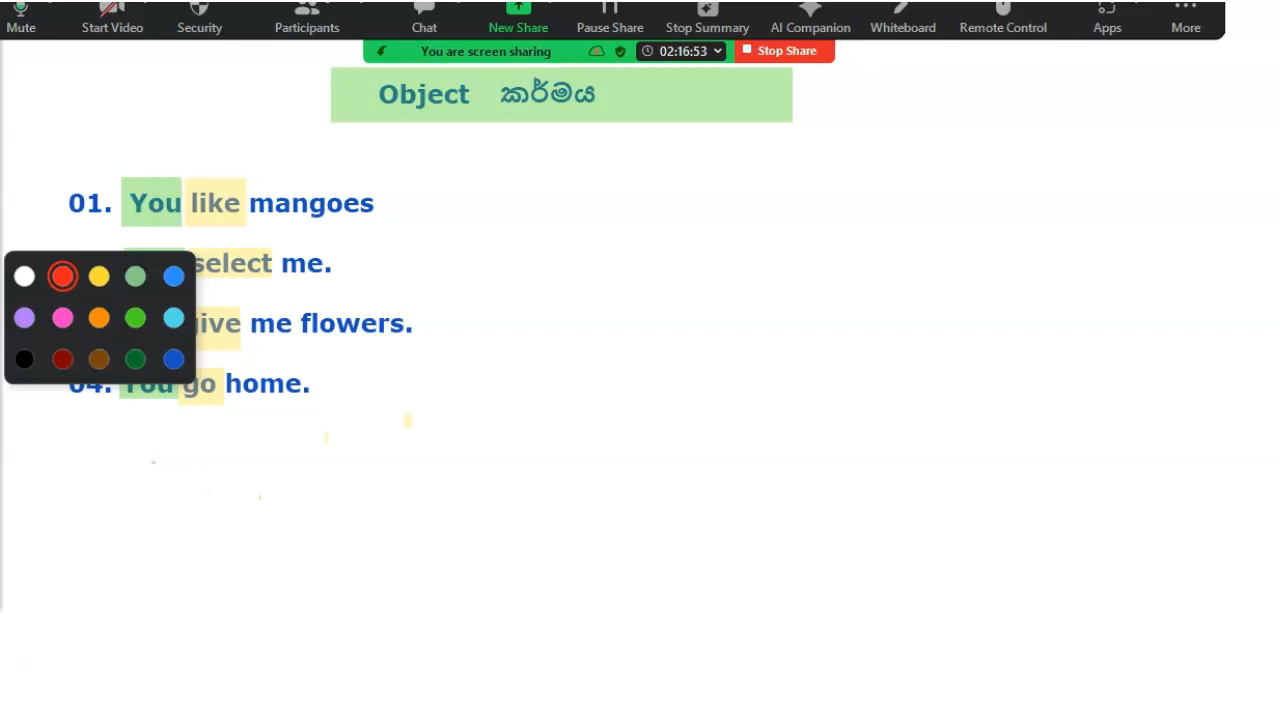 Mute Start Video Security Participants Chat New Share Pause Share Stop Summary AI Companion Whiteboard Remote Control Apps More
You are screen sharing 02:16:53 Stop Share
Object කර්මය
01. You like mangoes
select me.
give me flowers.
04. You go home.